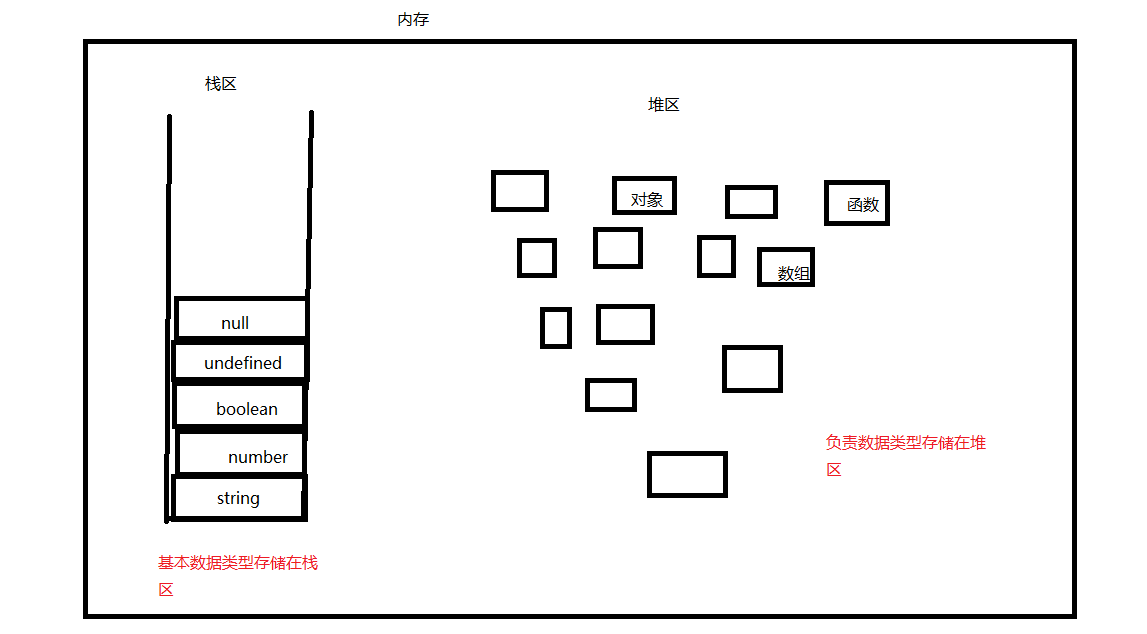 内存
栈区
堆区
对象
函数
数组
null
undefined
boolean
number
string
负责数据类型存储在堆
区
基本数据类型存储在栈
区